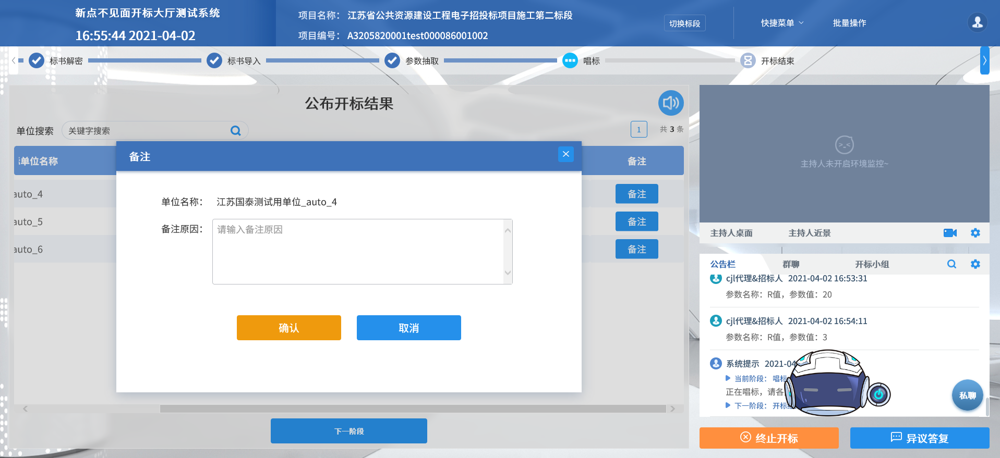 新点不见面开标大厅测试系统
16:55:44 2021-04-02
项目名称： 江苏省公共资源建设工程电子招投标项目施工第二标段
项目编号： A3205820001test000086001002
切换标段
快捷菜单
批量操作
标书解密
标书导入
参数抽取
唱标
开标结束
公布开标结果
单位搜索 关键字搜索
1
共 3 条
单位名称
备注
auto_4
备注
auto_5
备注
auto_6
备注
备注
单位名称： 江苏国泰测试用单位_auto_4
备注原因： 请输入备注原因
确认
取消
下一阶段
主持人未开启环境监控~
主持人桌面
主持人近景
公告栏
群聊
开标小组
cjl代理&招标人 2021-04-02 16:53:31
参数名称：R值，参数值：20
cjl代理&招标人 2021-04-02 16:54:11
参数名称：R值，参数值：3
系统提示 2021-04
当前阶段： 唱标
正在唱标，请各
下一阶段： 开标
私聊
终止开标
异议答复